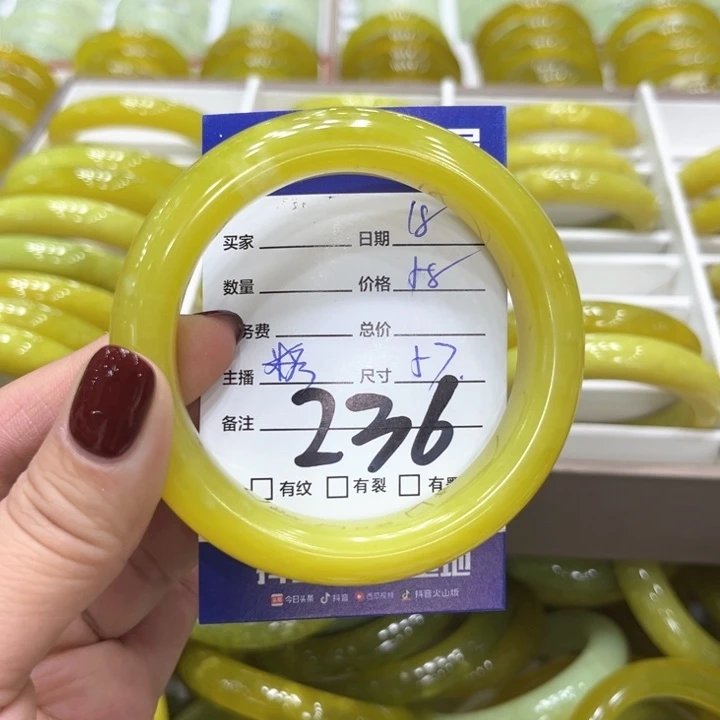 买家 日期 18
数量 价格 58
务费 总价
主播 尺寸 57.
备注 236
有纹 有裂 有
今日头条 抖音 西瓜视频 抖音火山版